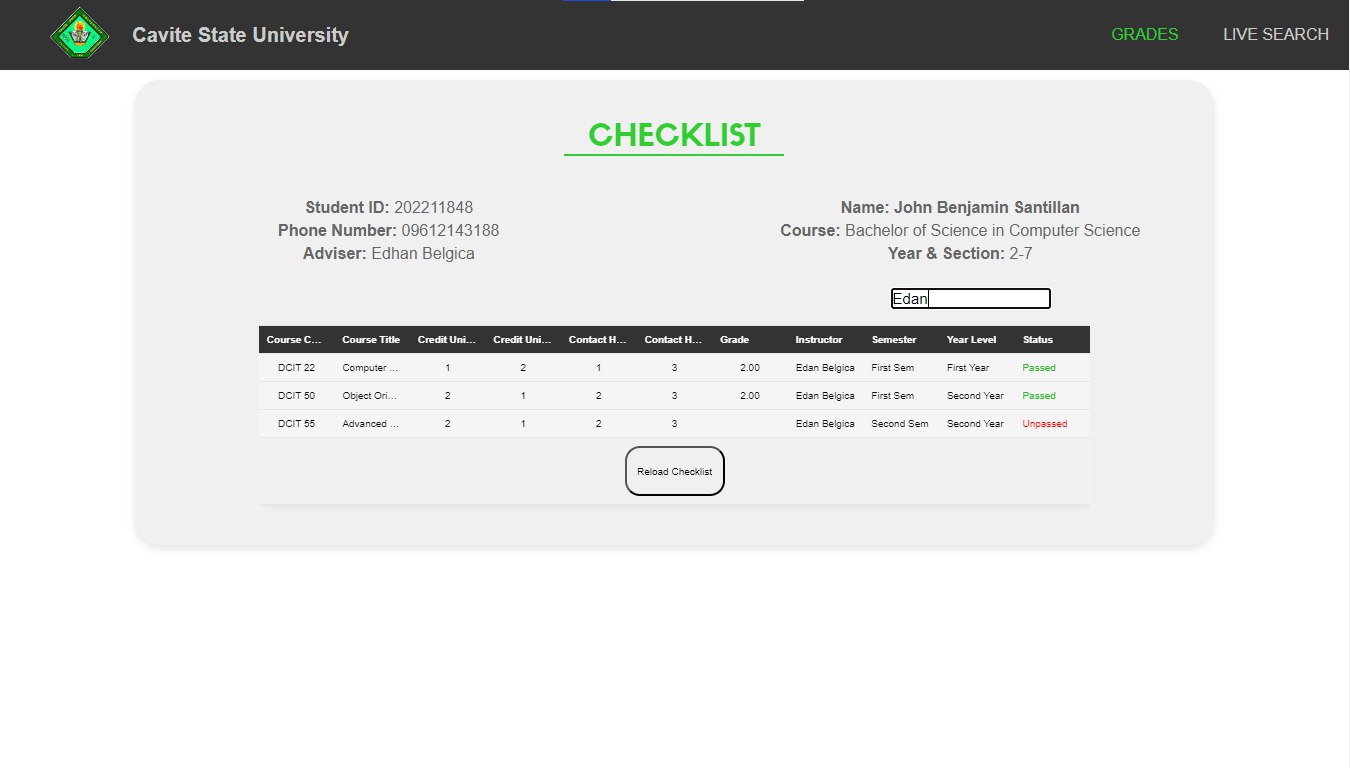 Cavite State University
GRADES
LIVE SEARCH
CHECKLIST
Student ID: 202211848
Phone Number: 09612143188
Adviser: Edhan Belgica
Name: John Benjamin Santillan
Course: Bachelor of Science in Computer Science
Year & Section: 2-7
Edan
Course C... Course Title Credit Uni... Credit Uni... Contact H... Contact H... Grade Instructor Semester Year Level Status
DCIT 22 Computer ... 1 2 1 3 2.00 Edan Belgica First Sem First Year Passed
DCIT 50 Object Ori... 2 1 2 3 2.00 Edan Belgica First Sem Second Year Passed
DCIT 55 Advanced ... 2 1 2 3 Edan Belgica Second Sem Second Year Unpassed
Reload Checklist